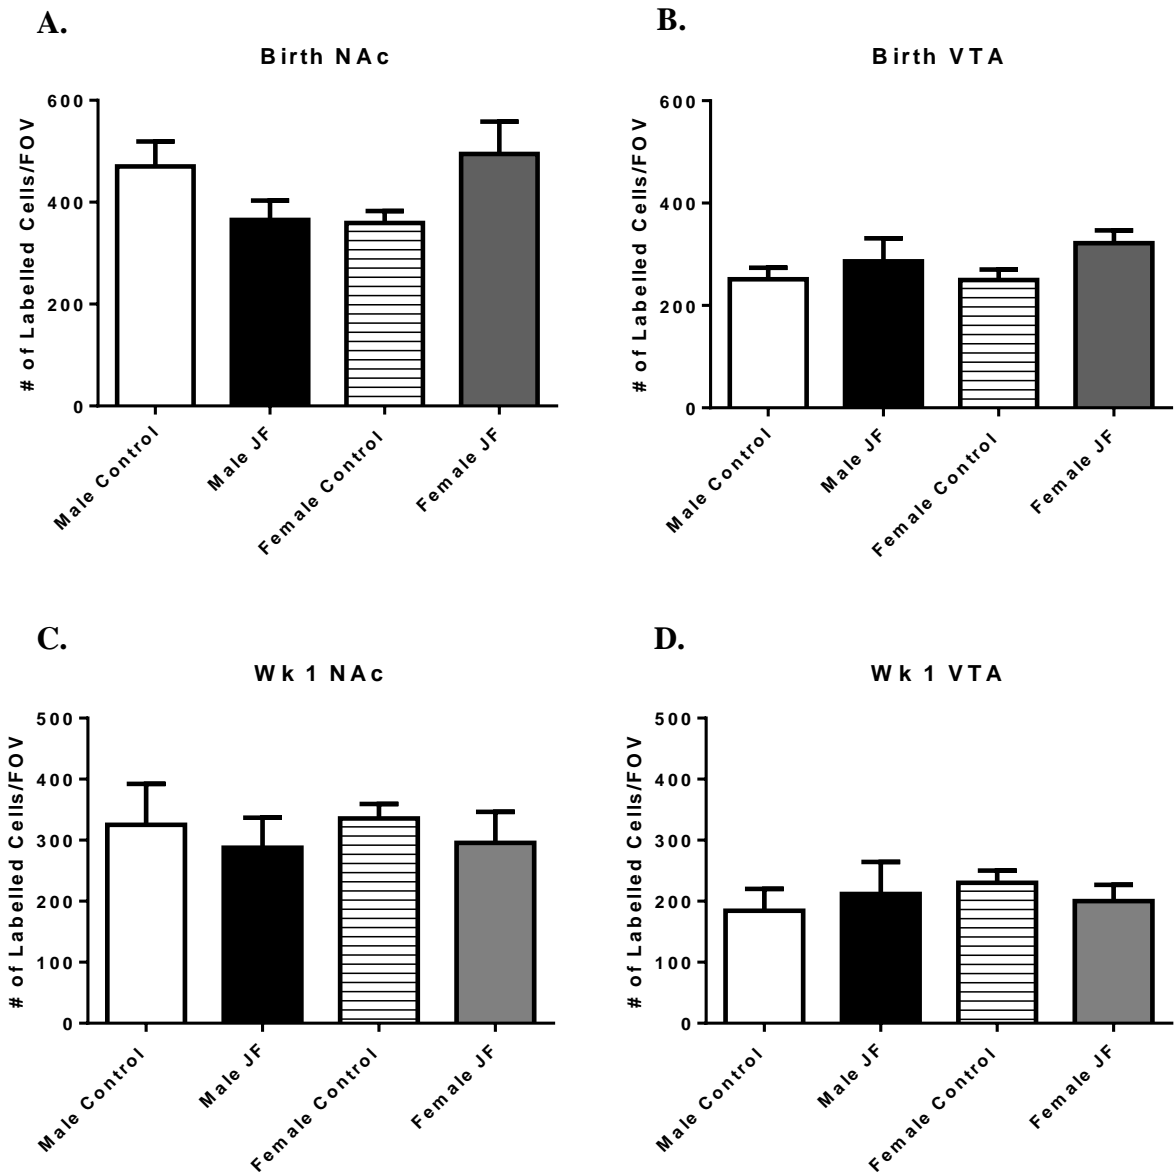 A.
Birth NAc
# of Labelled Cells/FOV
600
400
200
0
Male Control
Male JF
Female Control
Female JF
B.
Birth VTA
# of Labelled Cells/FOV
600
400
200
0
Male Control
Male JF
Female Control
Female JF
C.
Wk 1 NAc
# of Labelled Cells/FOV
500
400
300
200
100
0
Male Control
Male JF
Female Control
Female JF
D.
Wk 1 VTA
# of Labelled Cells/FOV
500
400
300
200
100
0
Male Control
Male JF
Female Control
Female JF